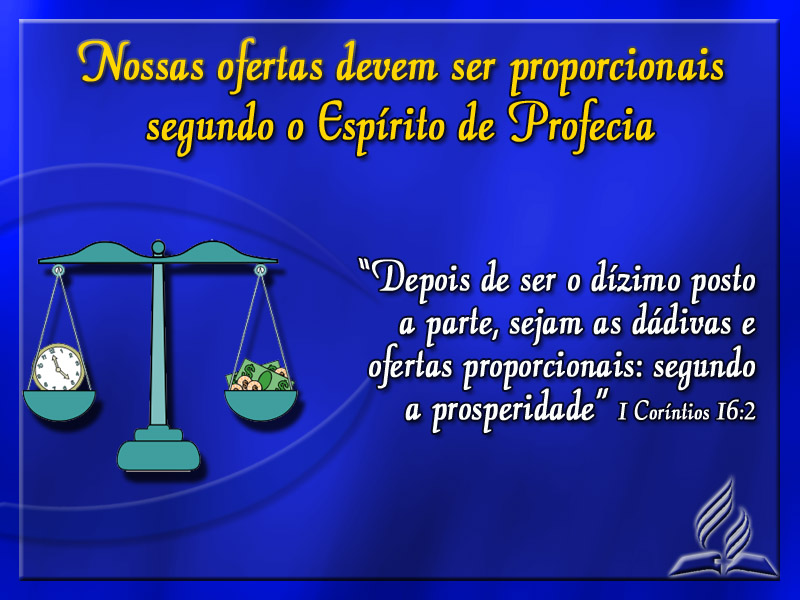 Nossas ofertas devem ser proporcionais
segundo o Espírito de Profecia
“Depois de ser o dízimo posto
a parte, sejam as dádivas e
ofertas proporcionais: segundo
a prosperidade” I Coríntios 16:2